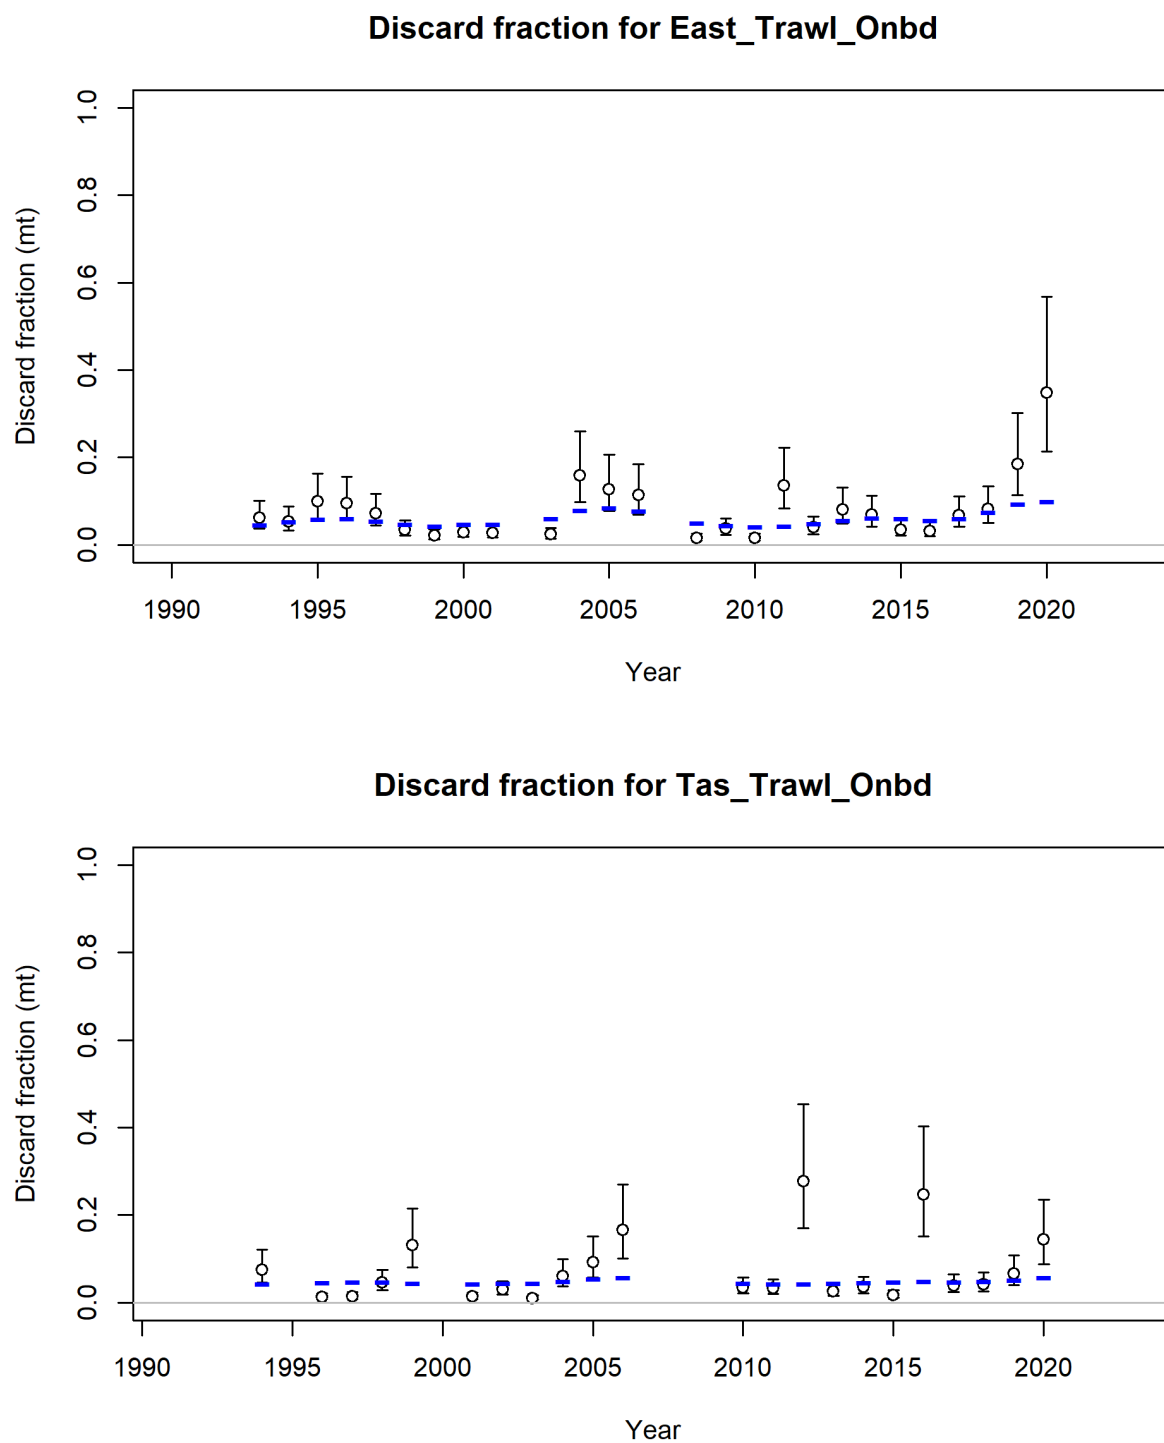 Discard fraction for East_Trawl_Onbd
Discard fraction (mt)
1.0
0.8
0.6
0.4
0.2
0.0
1990 1995 2000 2005 2010 2015 2020
Year
Discard fraction for Tas_Trawl_Onbd
Discard fraction (mt)
1.0
0.8
0.6
0.4
0.2
0.0
1990 1995 2000 2005 2010 2015 2020
Year